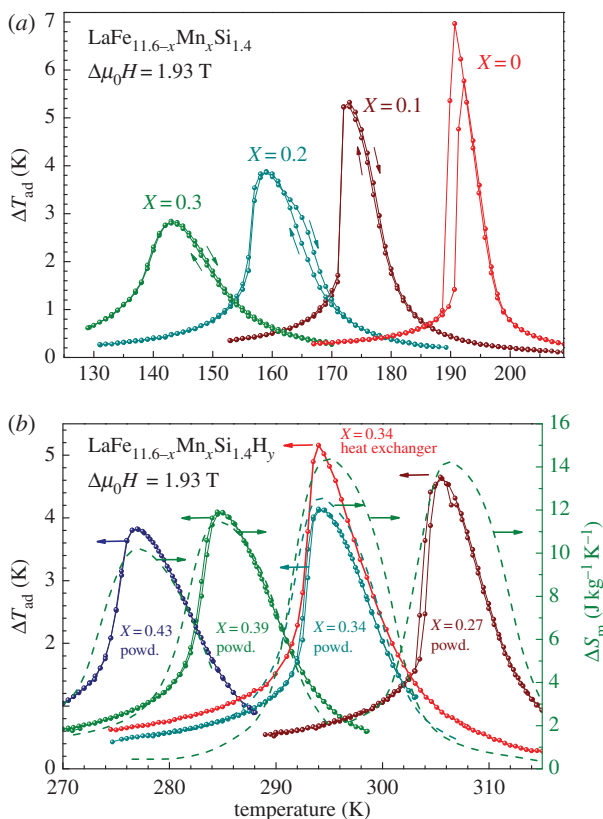 (a)
LaFe11.6–xMnxSi1.4
Δμ0H = 1.93 T
X = 0
X = 0.1
X = 0.2
X = 0.3
ΔTad (K)
7
6
5
4
3
2
1
0
130 140 150 160 170 180 190 200
(b)
LaFe11.6–xMnxSi1.4Hy
Δμ0H = 1.93 T
X = 0.34
heat exchanger
X = 0.43
powd.
X = 0.39
powd.
X = 0.34
powd.
X = 0.27
powd.
ΔTad (K)
5
4
3
2
0
16
14
12
10
8
6
4
2
0
ΔSm (J kg–1 K–1)
270 280 290 300 310
temperature (K)